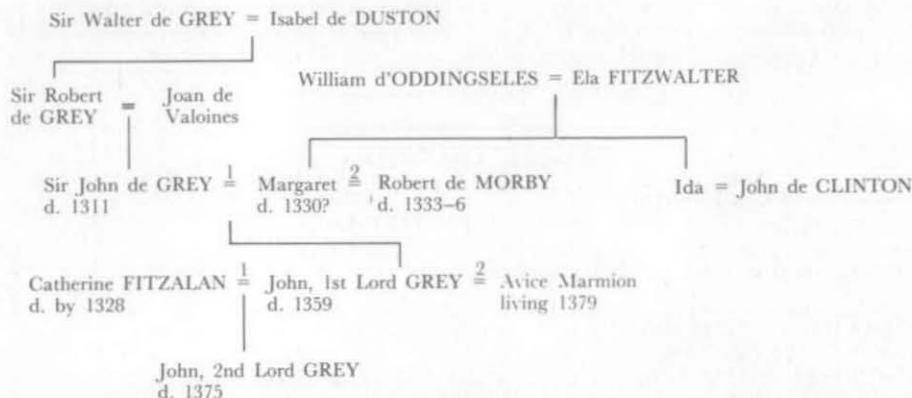 Sir Walter de GREY = Isabel de DUSTON
William d'ODDINGSELES = Ela FITZWALTER
Sir Robert = Joan de
de GREY Valoines
1 2
Sir John de GREY = Margaret = Robert de MORBY Ida = John de CLINTON
d. 1311 d. 1330? d. 1333–6
1 2
Catherine FITZALAN = John, 1st Lord GREY = Avice Marmion
d. by 1328 d. 1359 living 1379
John, 2nd Lord GREY
d. 1375